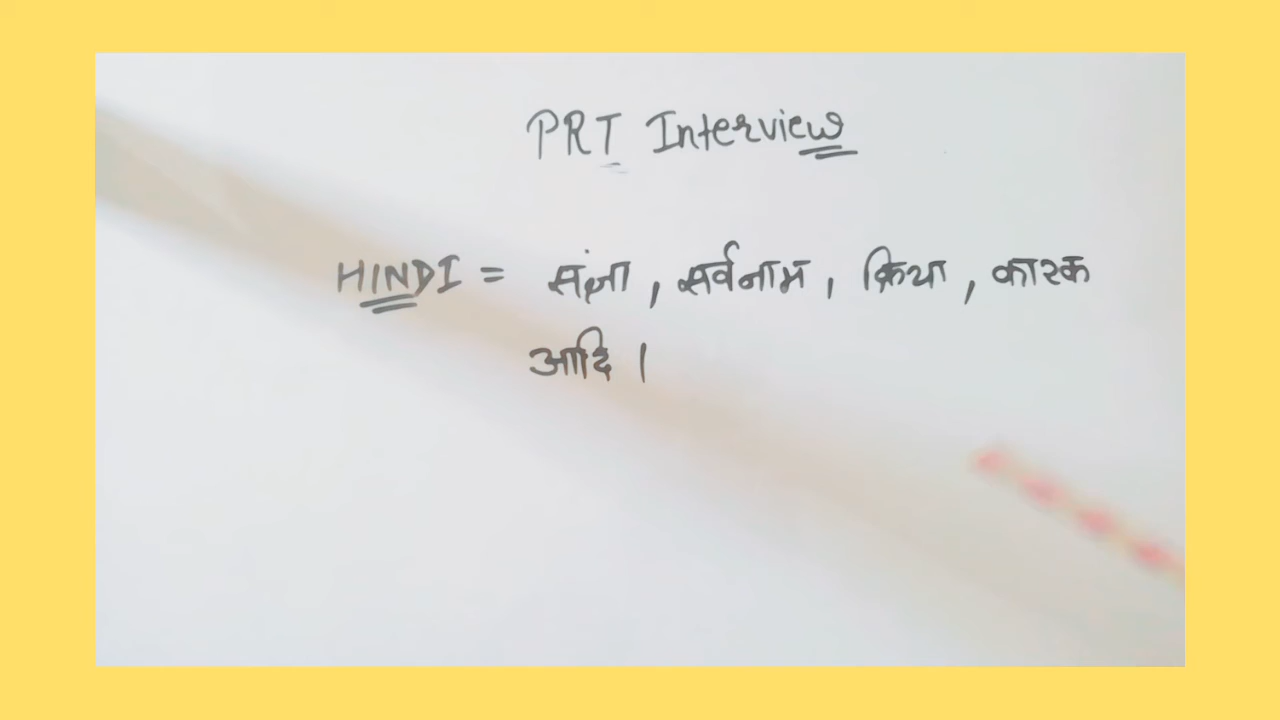 PRT Interview
HINDI = संज्ञा, सर्वनाम, क्रिया, कारक
आदि।